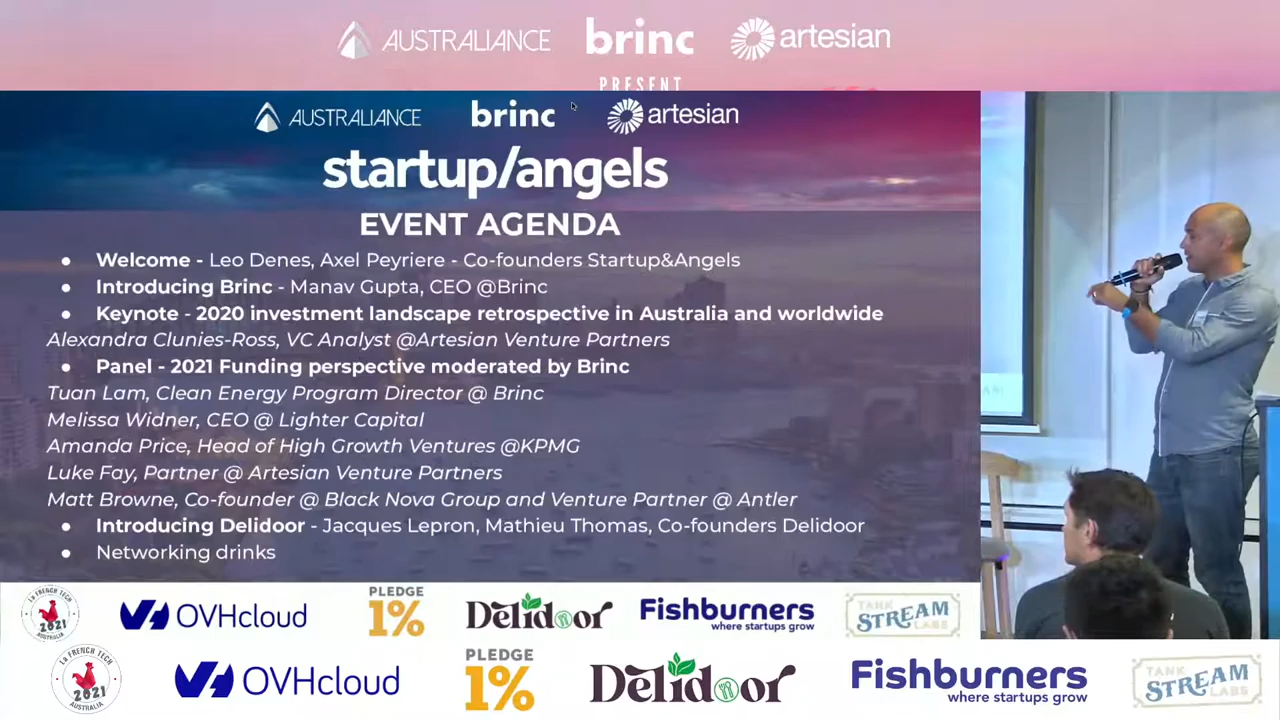 AUSTRALIANCE brinc artesian
PRESENT
AUSTRALIANCE brinc artesian
startup/angels
EVENT AGENDA
● Welcome - Leo Denes, Axel Peyriere - Co-founders Startup&Angels
● Introducing Brinc - Manav Gupta, CEO @Brinc
● Keynote - 2020 investment landscape retrospective in Australia and worldwide
Alexandra Clunies-Ross, VC Analyst @Artesian Venture Partners
● Panel - 2021 Funding perspective moderated by Brinc
Tuan Lam, Clean Energy Program Director @ Brinc
Melissa Widner, CEO @ Lighter Capital
Amanda Price, Head of High Growth Ventures @KPMG
Luke Fay, Partner @ Artesian Venture Partners
Matt Browne, Co-founder @ Black Nova Group and Venture Partner @ Antler
● Introducing Delidoor - Jacques Lepron, Mathieu Thomas, Co-founders Delidoor
● Networking drinks
La FRENCH TECH
2021
AUSTRALIA
OVHcloud
PLEDGE
1%
Delidoor
Fishburners
where startups grow
TANK
STREAM
LABS
La FRENCH TECH
2021
AUSTRALIA
OVHcloud
PLEDGE
1%
Delidoor
Fishburners
where startups grow
TANK
STREAM
LABS